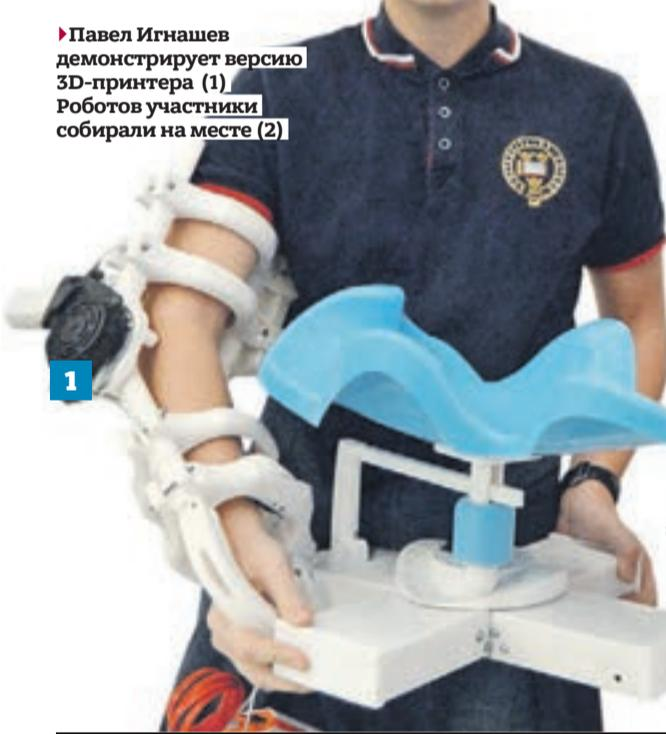 Павел Игнашев
демонстрирует версию
3D-принтера (1)
Роботов участники
собирали на месте (2)
1